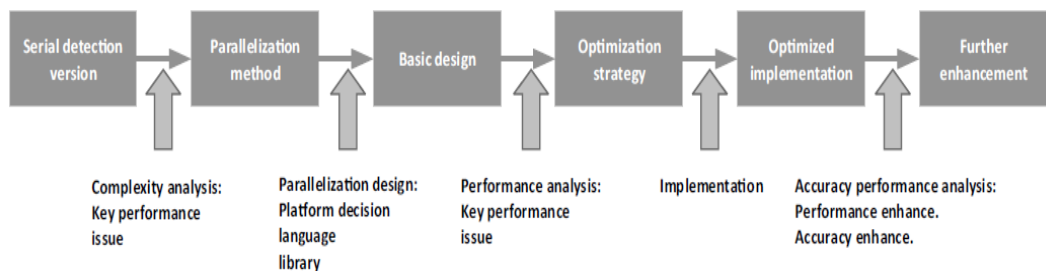 Serial detection
version
Parallelization
method
Basic design
Optimization
strategy
Optimized
implementation
Further
enhancement
Complexity analysis:
Key performance
issue
Parallelization design:
Platform decision
language
library
Performance analysis:
Key performance
issue
Implementation
Accuracy performance analysis:
Performance enhance.
Accuracy enhance.